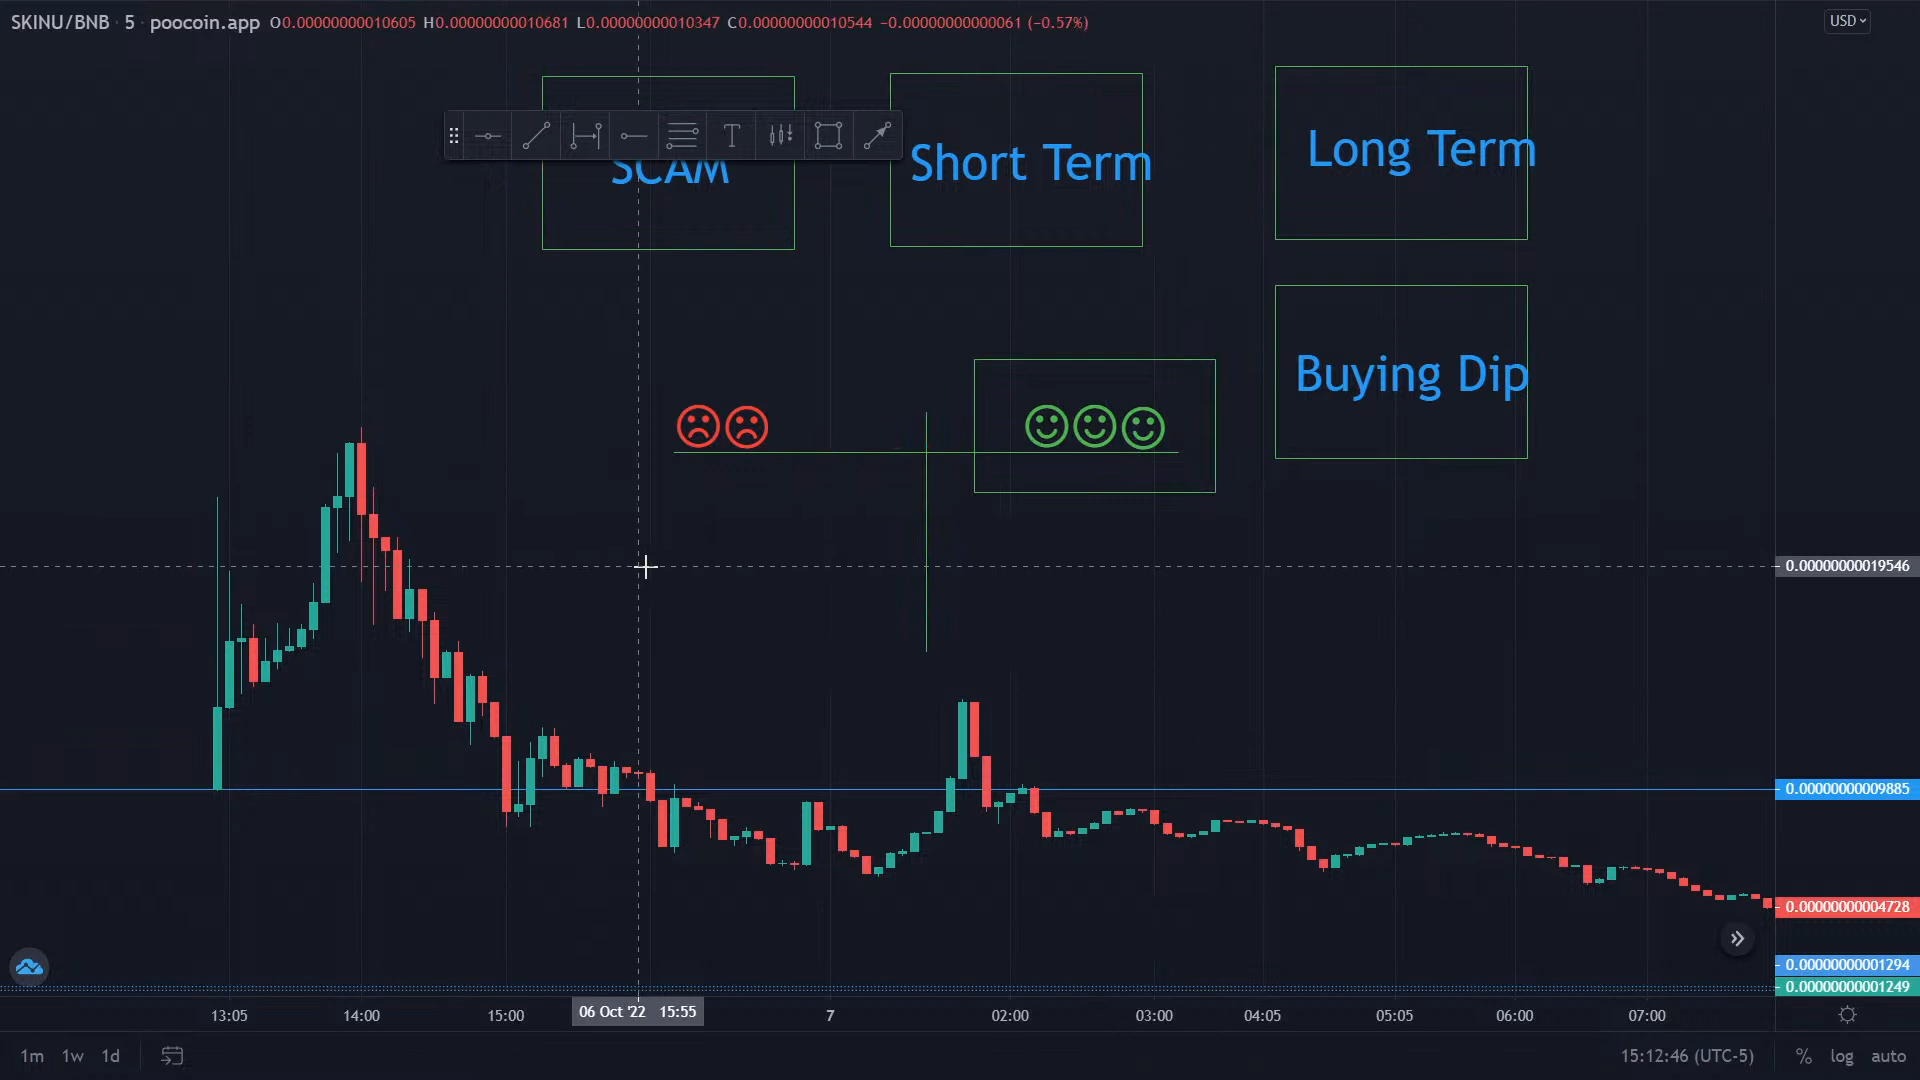 SKINU/BNB · 5 · poocoin.app O0.00000000010605 H0.00000000010681 L0.00000000010347 C0.00000000010544 −0.00000000000061 (−0.57%)
USD
SCAM
Short Term
Long Term
Buying Dip
T
0.00000000019546
0.00000000009885
0.00000000004728
0.00000000001294
0.00000000001249
13:05 14:00 15:00 06 Oct '22 15:55 7 02:00 03:00 04:05 05:05 06:00 07:00
1m 1w 1d 15:12:46 (UTC-5) % log auto